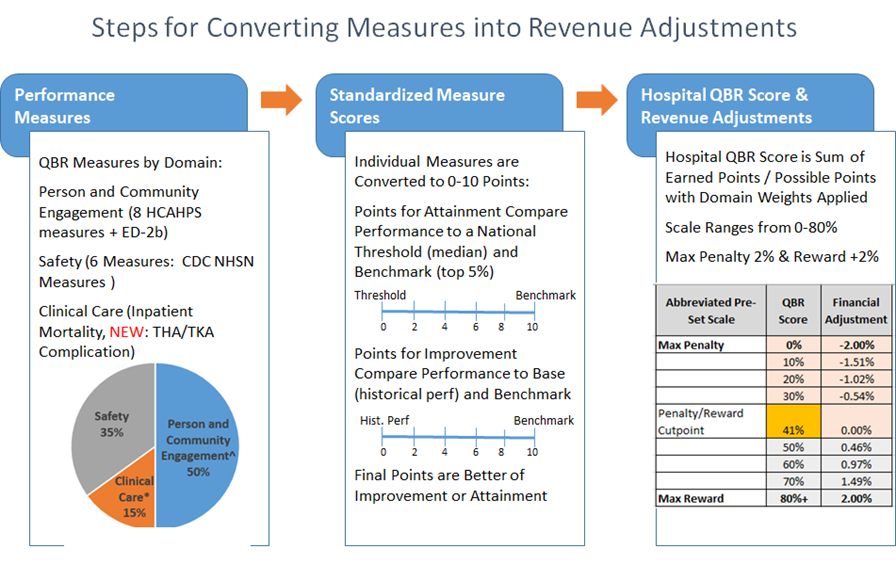 Steps for Converting Measures into Revenue Adjustments
Performance
Measures
QBR Measures by Domain:
Person and Community
Engagement (8 HCAHPS
measures + ED-2b)
Safety (6 Measures: CDC NHSN
Measures )
Clinical Care (Inpatient
Mortality, NEW: THA/TKA
Complication)
Safety
35%
Person and
Community
Engagement^
50%
Clinical
Care*
15%
Standardized Measure
Scores
Individual Measures are
Converted to 0-10 Points:
Points for Attainment Compare
Performance to a National
Threshold (median) and
Benchmark (top 5%)
Threshold Benchmark
0 2 4 6 8 10
Points for Improvement
Compare Performance to Base
(historical perf) and Benchmark
Hist. Perf Benchmark
0 2 4 6 8 10
Final Points are Better of
Improvement or Attainment
Hospital QBR Score &
Revenue Adjustments
Hospital QBR Score is Sum of
Earned Points / Possible Points
with Domain Weights Applied
Scale Ranges from 0-80%
Max Penalty 2% & Reward +2%
Abbreviated Pre-
Set Scale
QBR
Score
Financial
Adjustment
Max Penalty 0% -2.00%
10% -1.51%
20% -1.02%
30% -0.54%
Penalty/Reward
Cutpoint 41% 0.00%
50% 0.46%
60% 0.97%
70% 1.49%
Max Reward 80%+ 2.00%